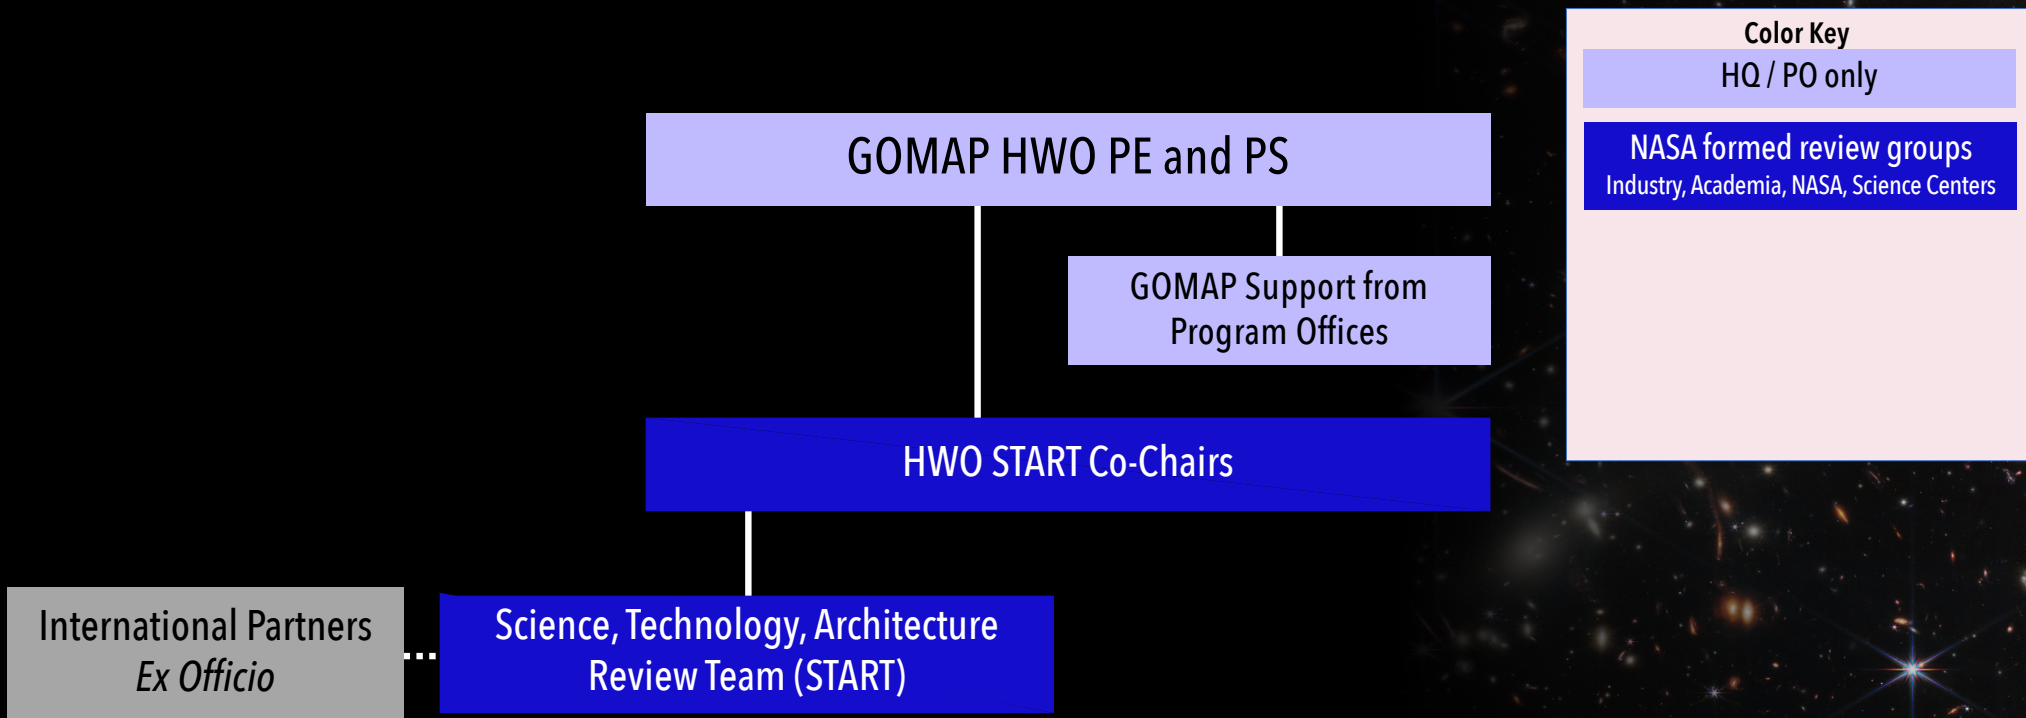 Color Key
HQ / PO only
NASA formed review groups
Industry, Academia, NASA, Science Centers
GOMAP HWO PE and PS
GOMAP Support from
Program Offices
HWO START Co-Chairs
International Partners
Ex Officio
Science, Technology, Architecture
Review Team (START)